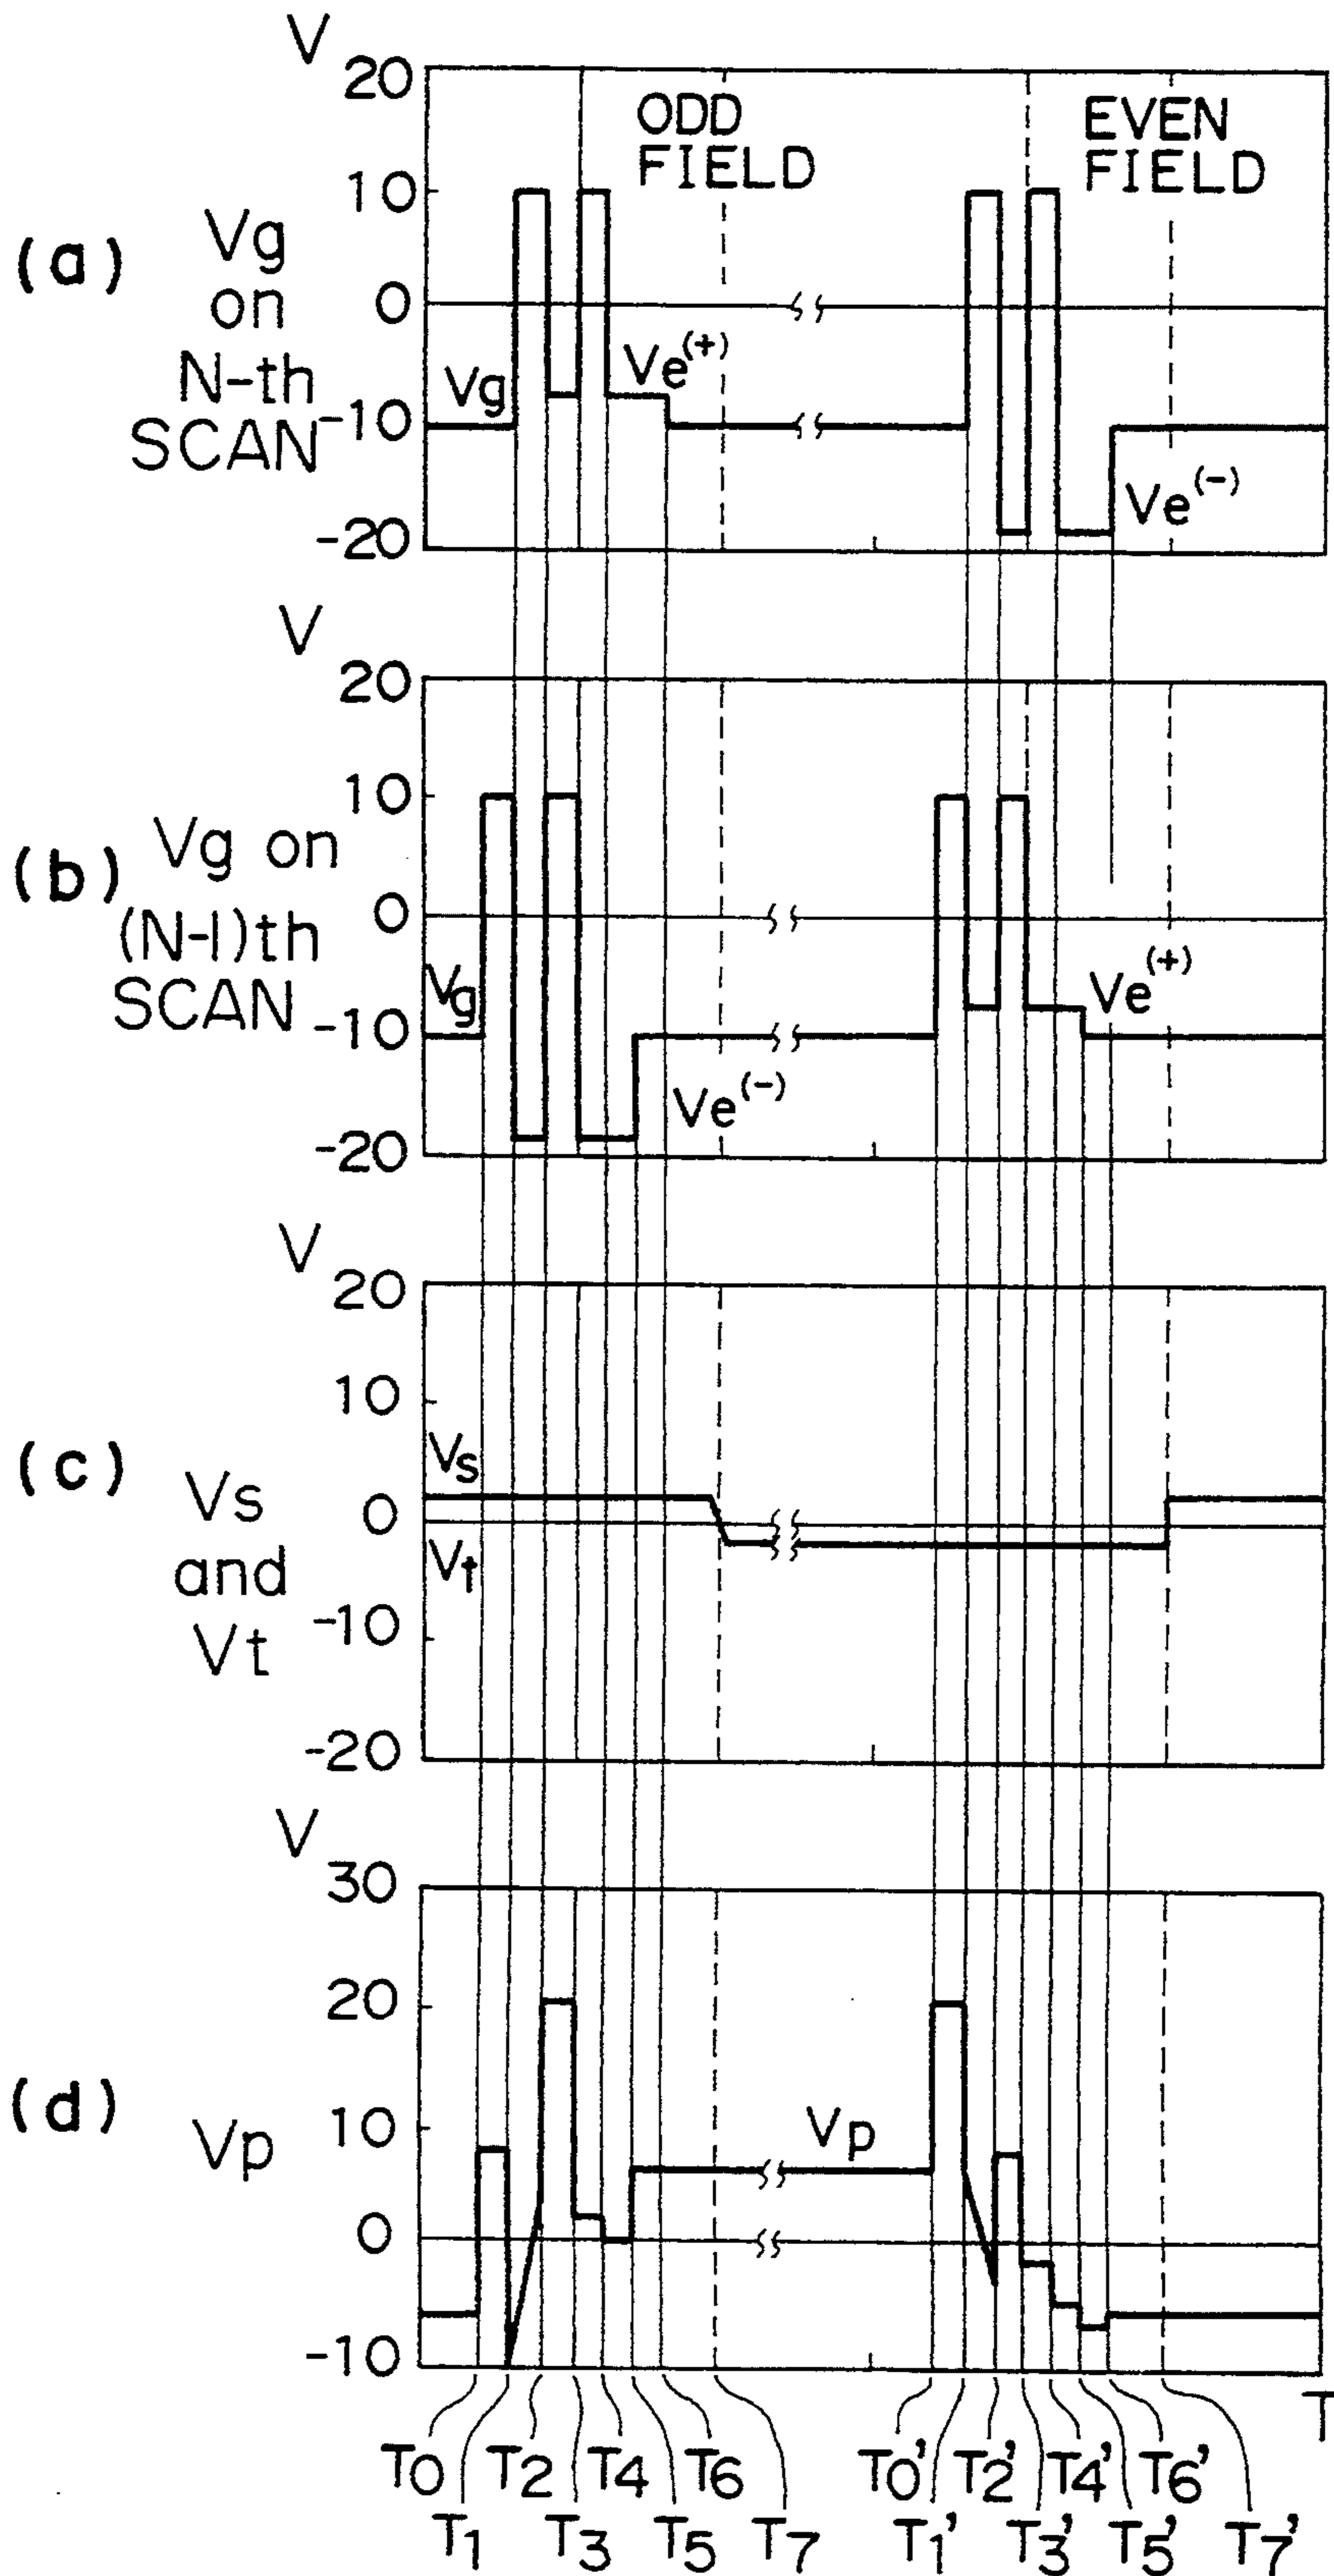 V
20
ODD
FIELD
EVEN
FIELD
10
(a)
Vg
on
N-th
SCAN
0
Vg
Ve(+)
-10
Ve(-)
-20
V
20
10
(b)
Vg on
(N-1)th
SCAN
0
Vg
Ve(+)
-10
Ve(-)
-20
V
20
10
(c)
Vs
and
Vt
Vs
0
Vt
-10
-20
V
30
20
(d)
Vp
10
Vp
0
-10
T
T0 T2 T4 T6 T0' T2' T4' T6'
T1 T3 T5 T7 T1' T3' T5' T7'